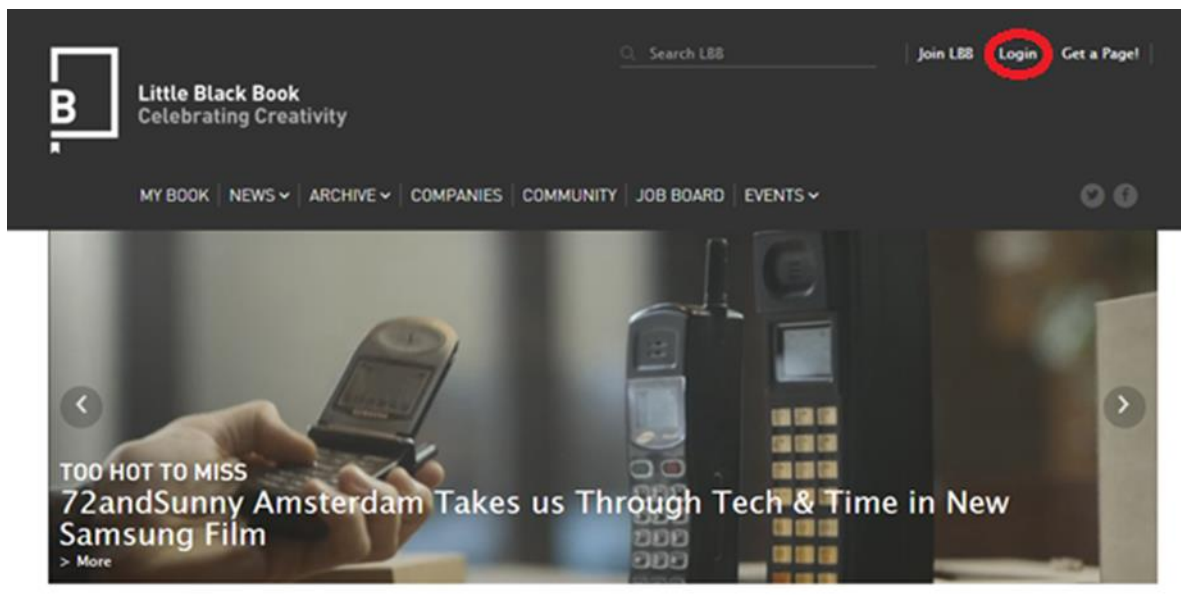 Search LBB
Join LBB
Login
Get a Page!
B
Little Black Book
Celebrating Creativity
MY BOOK
NEWS
ARCHIVE
COMPANIES
COMMUNITY
JOB BOARD
EVENTS
TOO HOT TO MISS
72andSunny Amsterdam Takes us Through Tech & Time in New
Samsung Film
> More